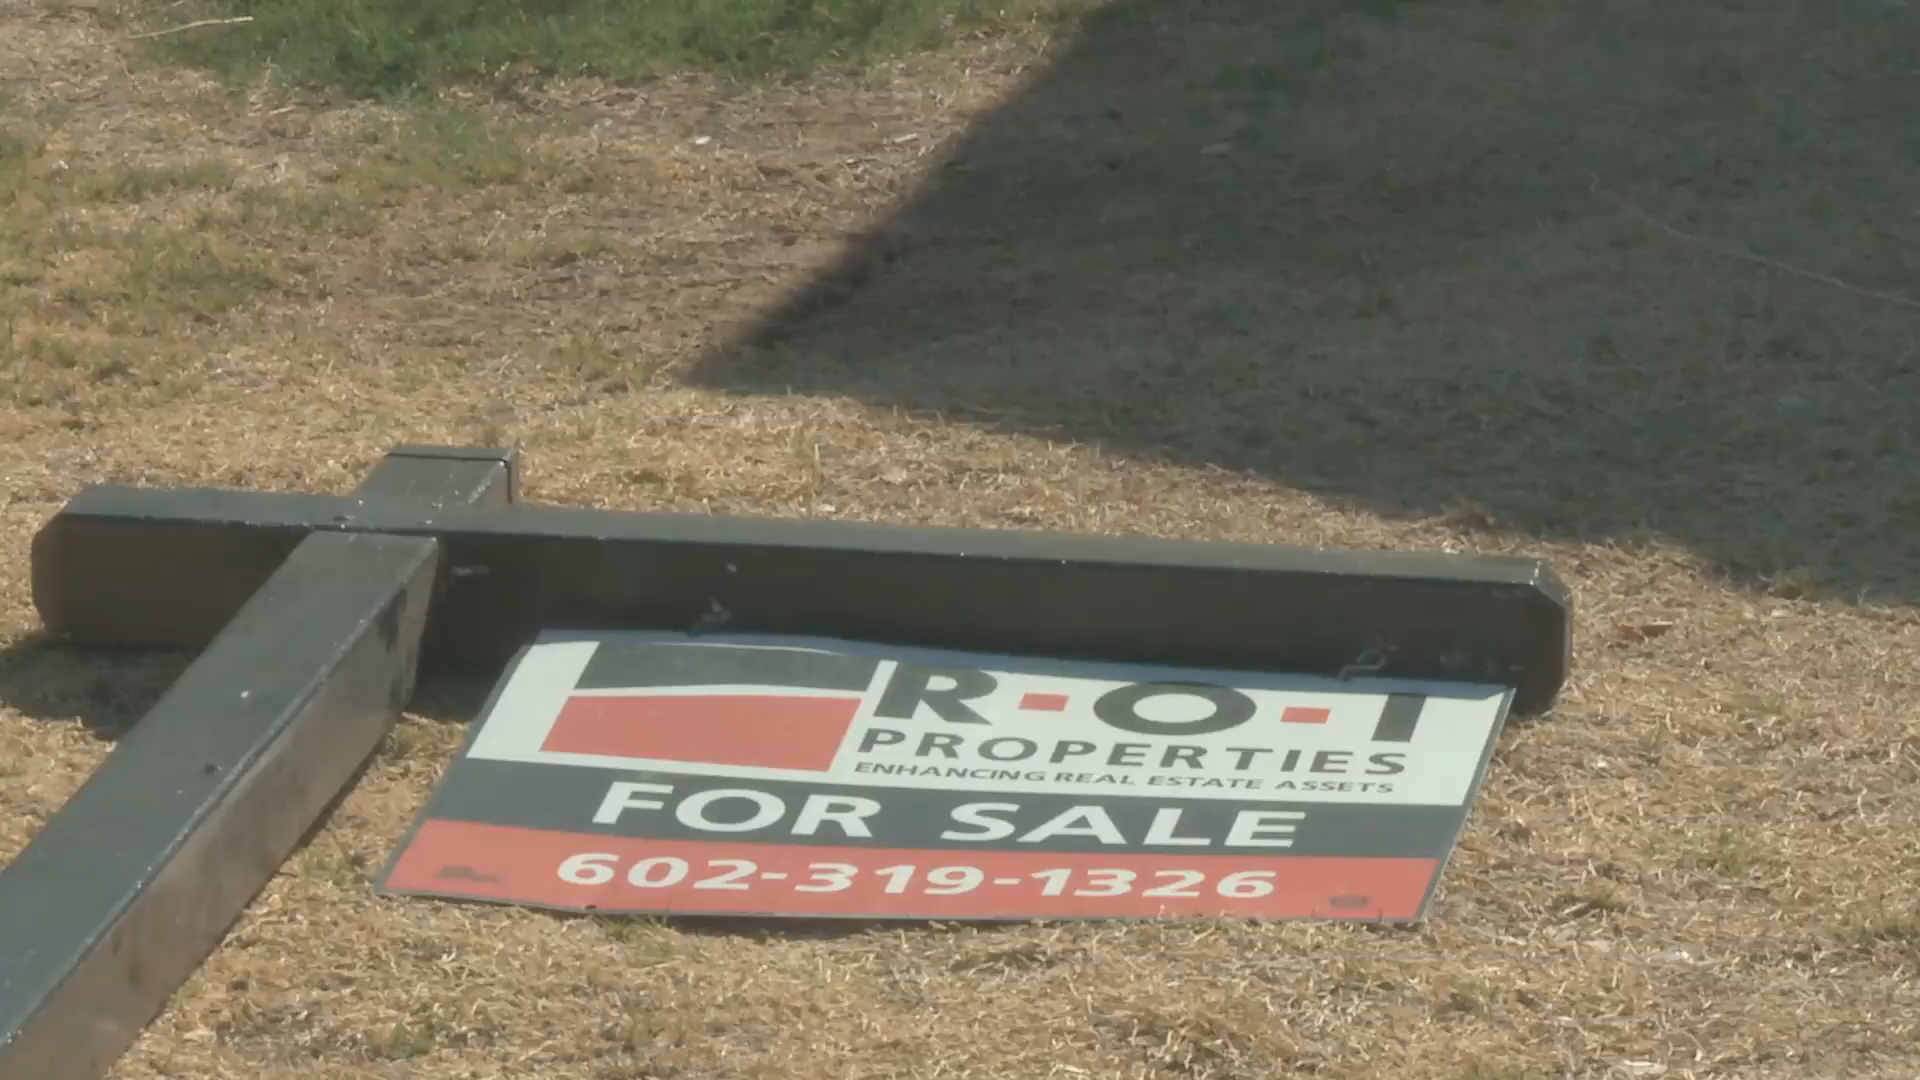 R·O·I
PROPERTIES
ENHANCING REAL ESTATE ASSETS
FOR SALE
602-319-1326